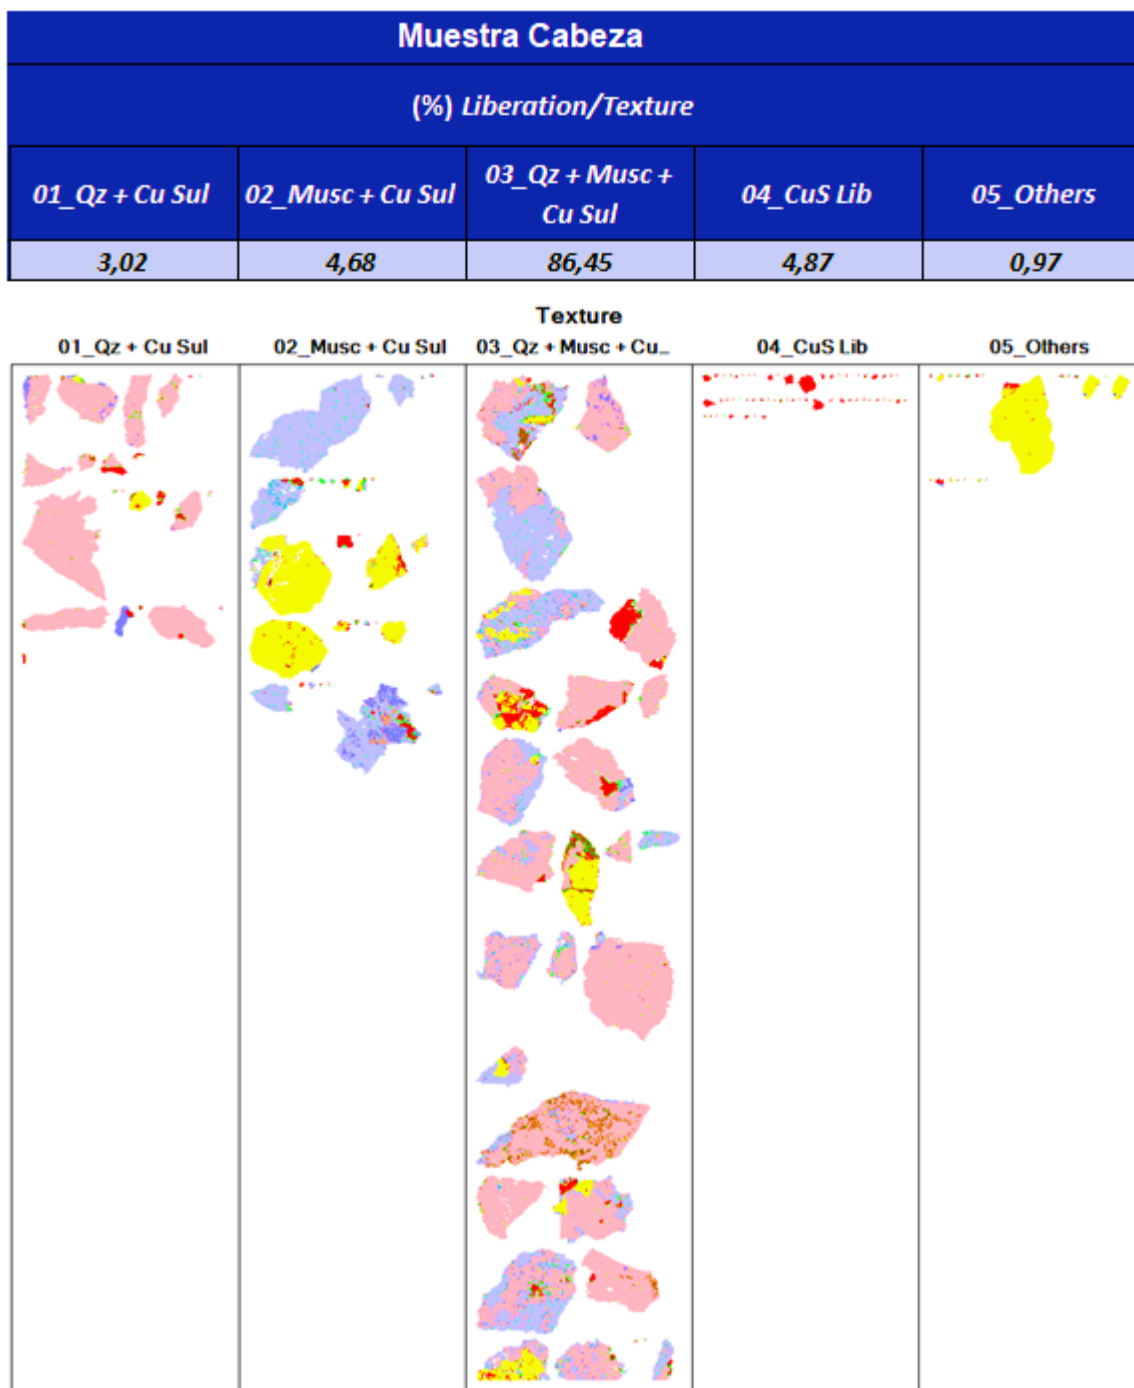 Muestra Cabeza
(%) Liberation/Texture
01_Qz + Cu Sul
02_Musc + Cu Sul
03_Qz + Musc +
Cu Sul
04_CuS Lib
05_Others
3,02
4,68
86,45
4,87
0,97
Texture
01_Qz + Cu Sul
02_Musc + Cu Sul
03_Qz + Musc + Cu_
04_CuS Lib
05_Others